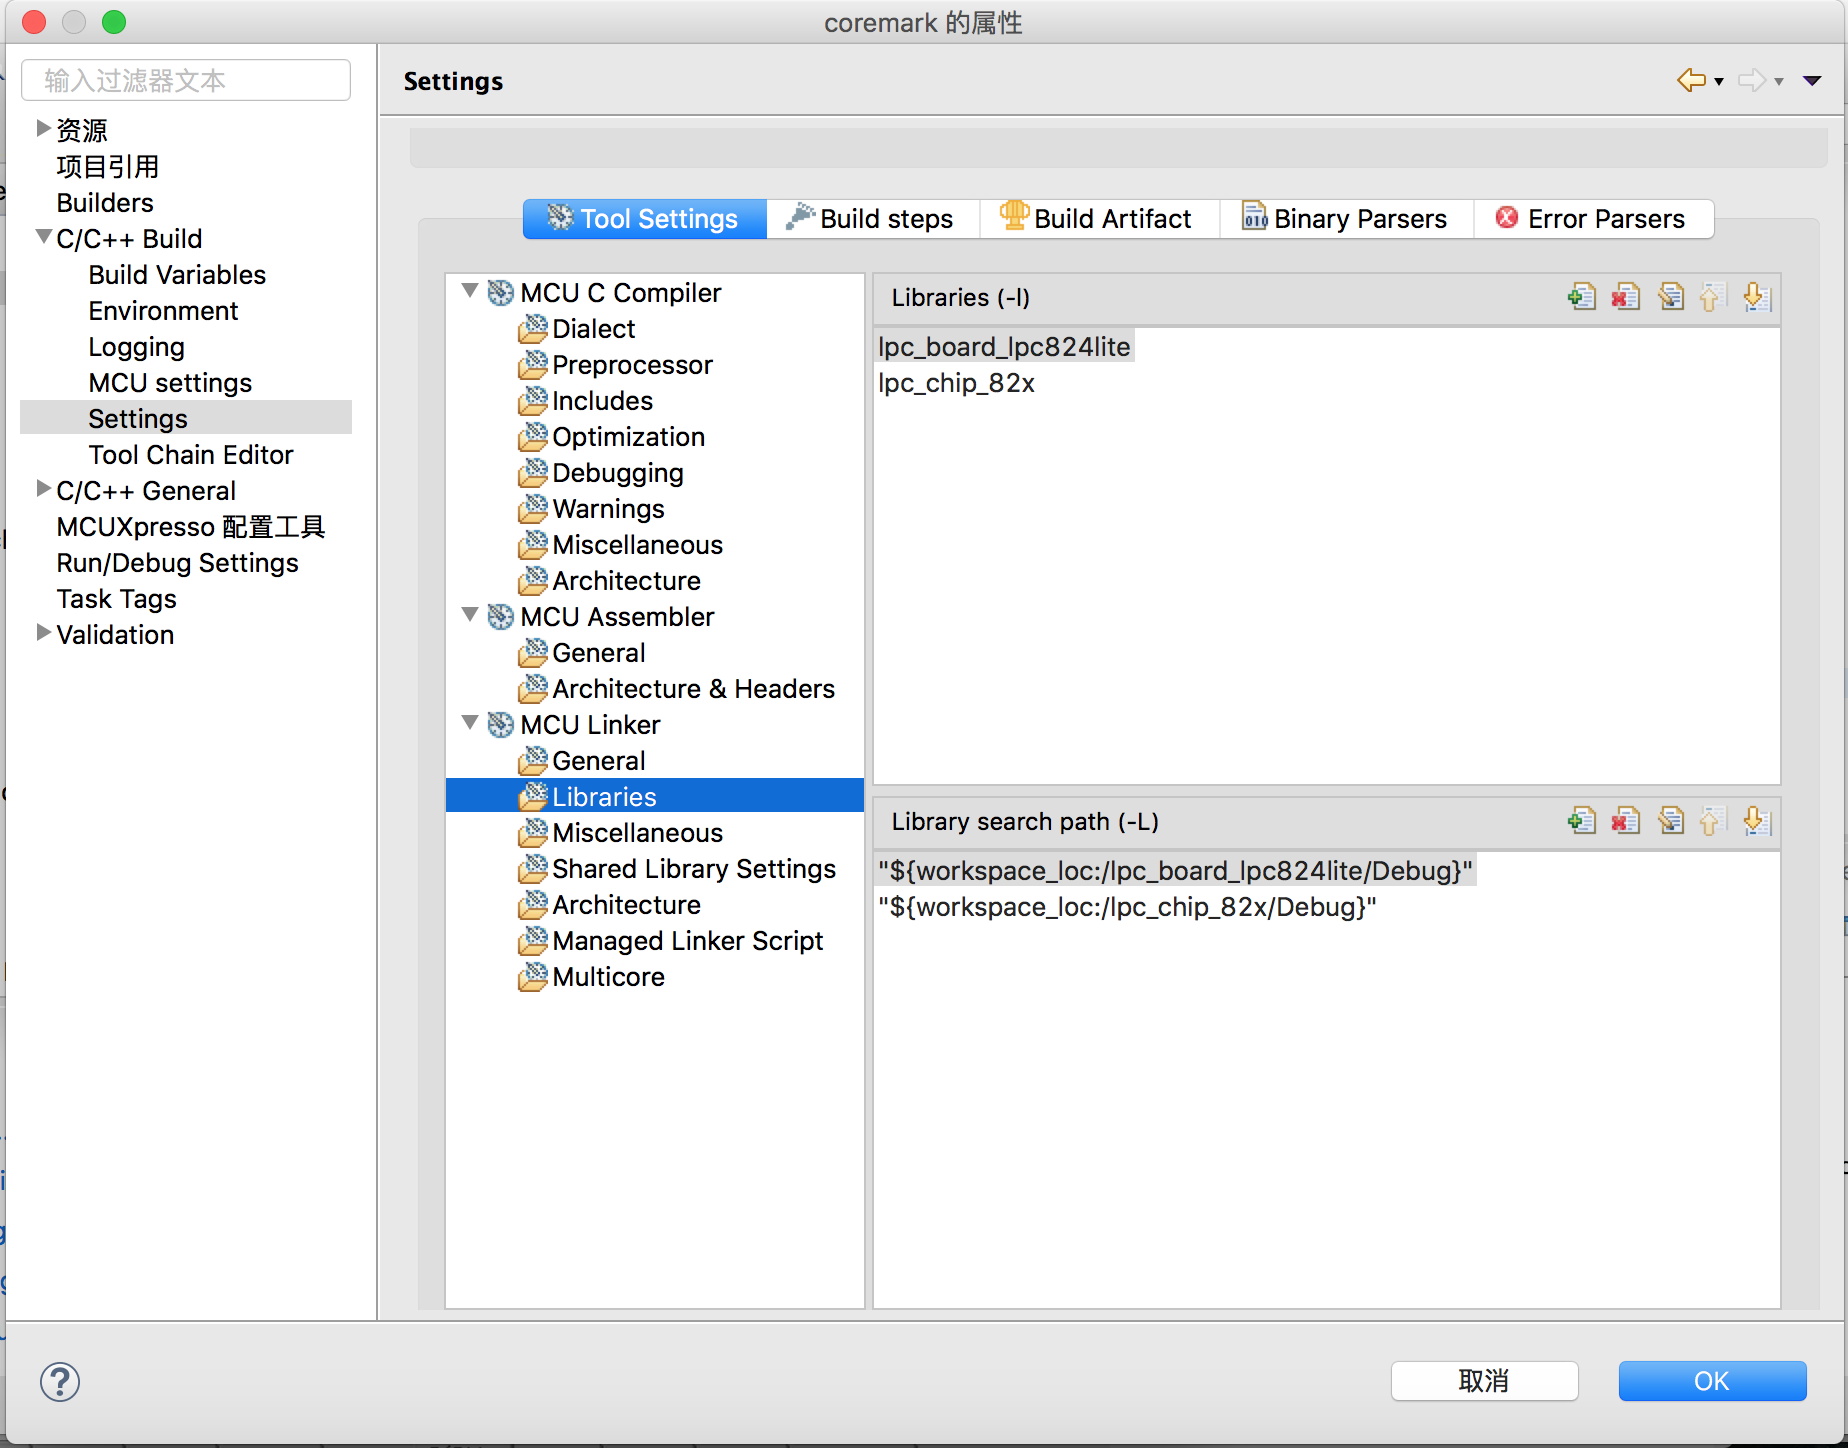 coremark 的属性
输入过滤器文本
资源
项目引用
Builders
C/C++ Build
Build Variables
Environment
Logging
MCU settings
Settings
Tool Chain Editor
C/C++ General
MCUXpresso 配置工具
Run/Debug Settings
Task Tags
Validation
Settings
Tool Settings
Build steps
Build Artifact
Binary Parsers
Error Parsers
MCU C Compiler
Dialect
Preprocessor
Includes
Optimization
Debugging
Warnings
Miscellaneous
Architecture
MCU Assembler
General
Architecture & Headers
MCU Linker
General
Libraries
Miscellaneous
Shared Library Settings
Architecture
Managed Linker Script
Multicore
Libraries (-l)
lpc_board_lpc824lite
lpc_chip_82x
Library search path (-L)
"${workspace_loc:/lpc_board_lpc824lite/Debug}"
"${workspace_loc:/lpc_chip_82x/Debug}"
取消
OK